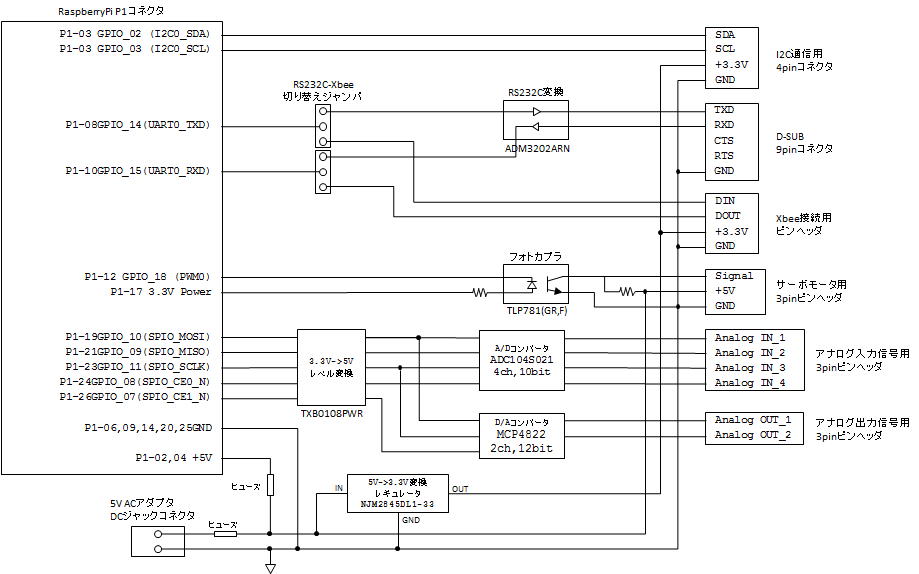 RaspberryPi P1コネクタ
P1-03 GPIO_02 (I2C0_SDA)
P1-03 GPIO_03 (I2C0_SCL)
P1-08GPIO_14(UART0_TXD)
P1-10GPIO_15(UART0_RXD)
P1-12 GPIO_18 (PWM0)
P1-17 3.3V Power
P1-19GPIO_10(SPIO_MOSI)
P1-21GPIO_09(SPIO_MISO)
P1-23GPIO_11(SPIO_SCLK)
P1-24GPIO_08(SPIO_CE0_N)
P1-26GPIO_07(SPIO_CE1_N)
P1-06,09,14,20,25GND
P1-02,04 +5V
RS232C-Xbee
切り替えジャンパ
RS232C変換
ADM3202ARN
フォトカプラ
TLP781(GR,F)
3.3V->5V
レベル変換
TXB0108PWR
A/Dコンバータ
ADC104S021
4ch,10bit
D/Aコンバータ
MCP4822
2ch,12bit
5V->3.3V変換
レギュレータ
NJM2845DL1-33
IN
OUT
GND
ヒューズ
ヒューズ
5V ACアダプタ
DCジャックコネクタ
SDA
SCL
+3.3V
GND
I2C通信用
4pinコネクタ
TXD
RXD
CTS
RTS
GND
D-SUB
9pinコネクタ
DIN
DOUT
+3.3V
GND
Xbee接続用
ピンヘッダ
Signal
+5V
GND
サーボモータ用
3pinピンヘッダ
Analog IN_1
Analog IN_2
Analog IN_3
Analog IN_4
アナログ入力信号用
3pinピンヘッダ
Analog OUT_1
Analog OUT_2
アナログ出力信号用
3pinピンヘッダ